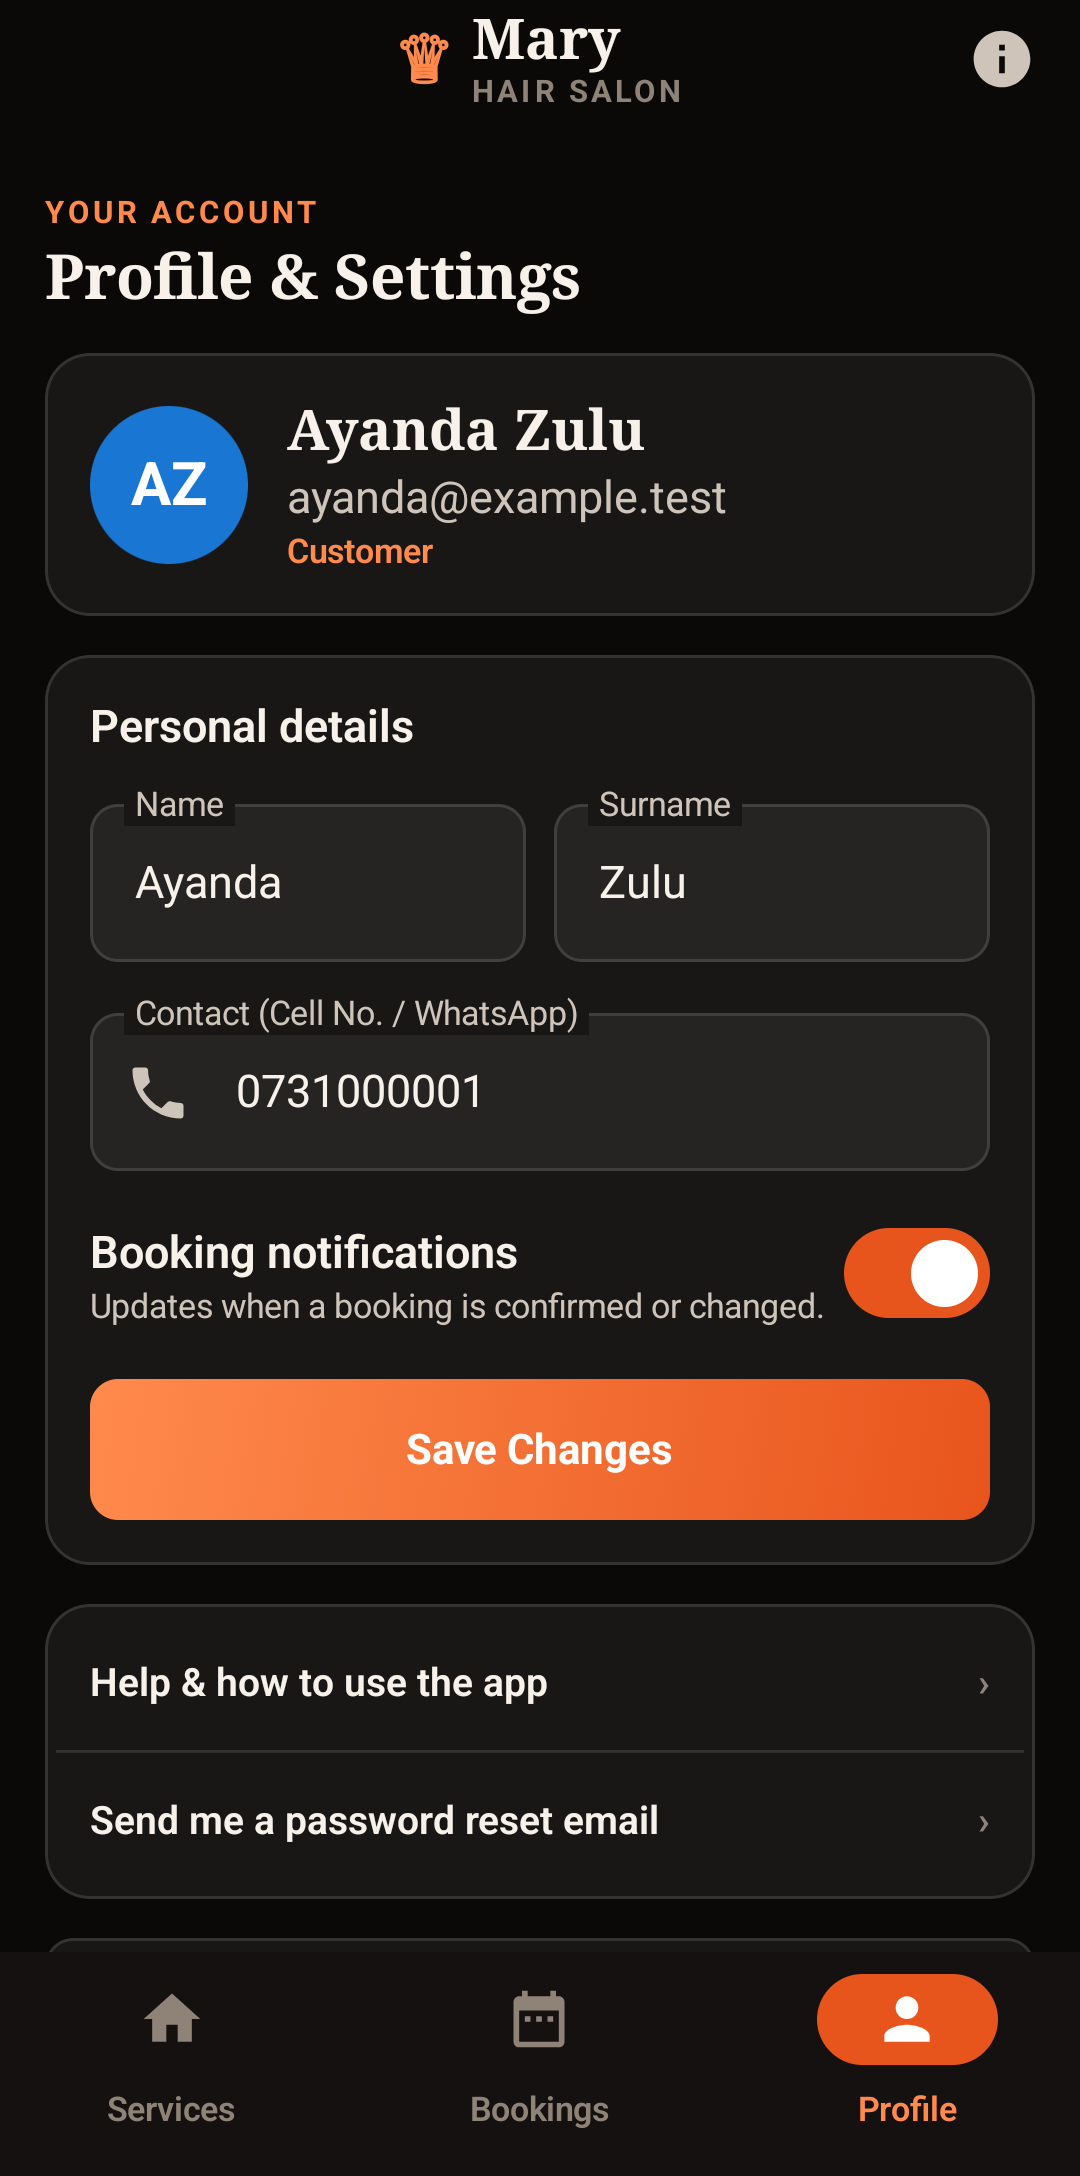 Mary
HAIR SALON
YOUR ACCOUNT
Profile & Settings
AZ
Ayanda Zulu
ayanda@example.test
Customer
Personal details
Name
Surname
Ayanda
Zulu
Contact (Cell No. / WhatsApp)
0731000001
Booking notifications
Updates when a booking is confirmed or changed.
Save Changes
Help & how to use the app ›
Send me a password reset email ›
Services
Bookings
Profile